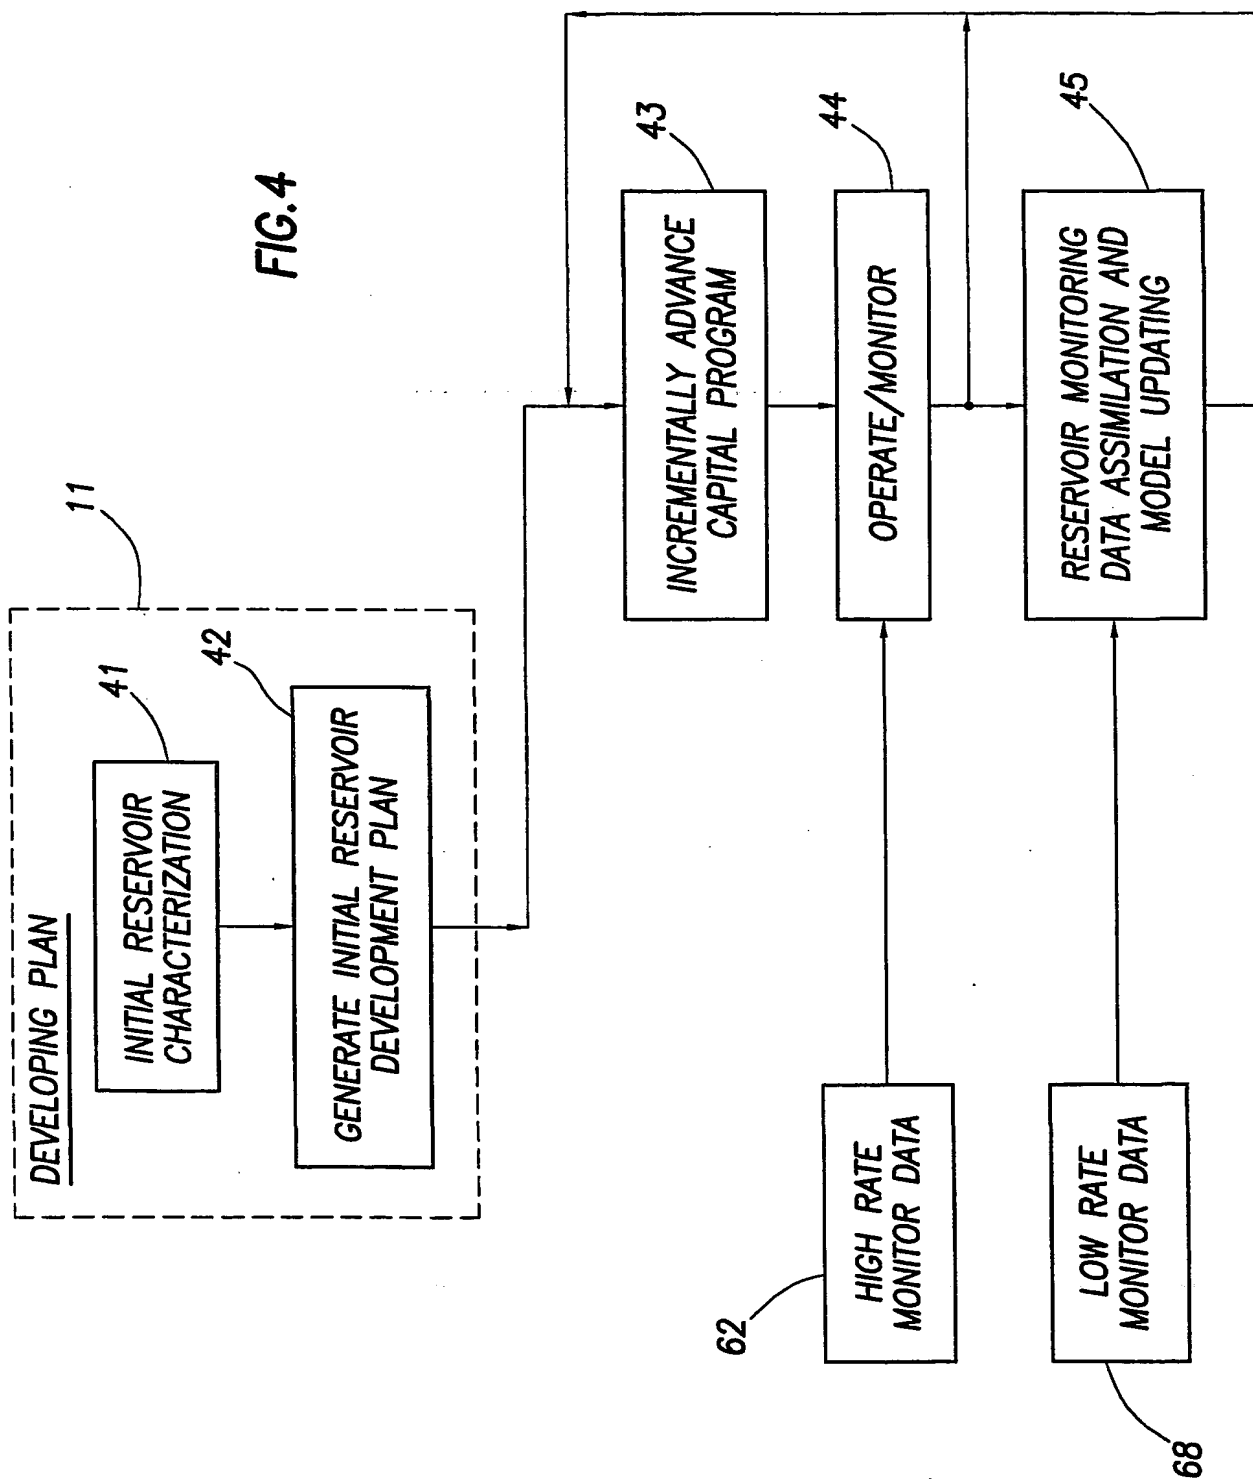 FIG.4
11
DEVELOPING PLAN
41
INITIAL RESERVOIR
CHARACTERIZATION
42
GENERATE INITIAL RESERVOIR
DEVELOPMENT PLAN
43
INCREMENTALLY ADVANCE
CAPITAL PROGRAM
62
HIGH RATE
MONITOR DATA
44
OPERATE/MONITOR
68
LOW RATE
MONITOR DATA
45
RESERVOIR MONITORING
DATA ASSIMILATION AND
MODEL UPDATING